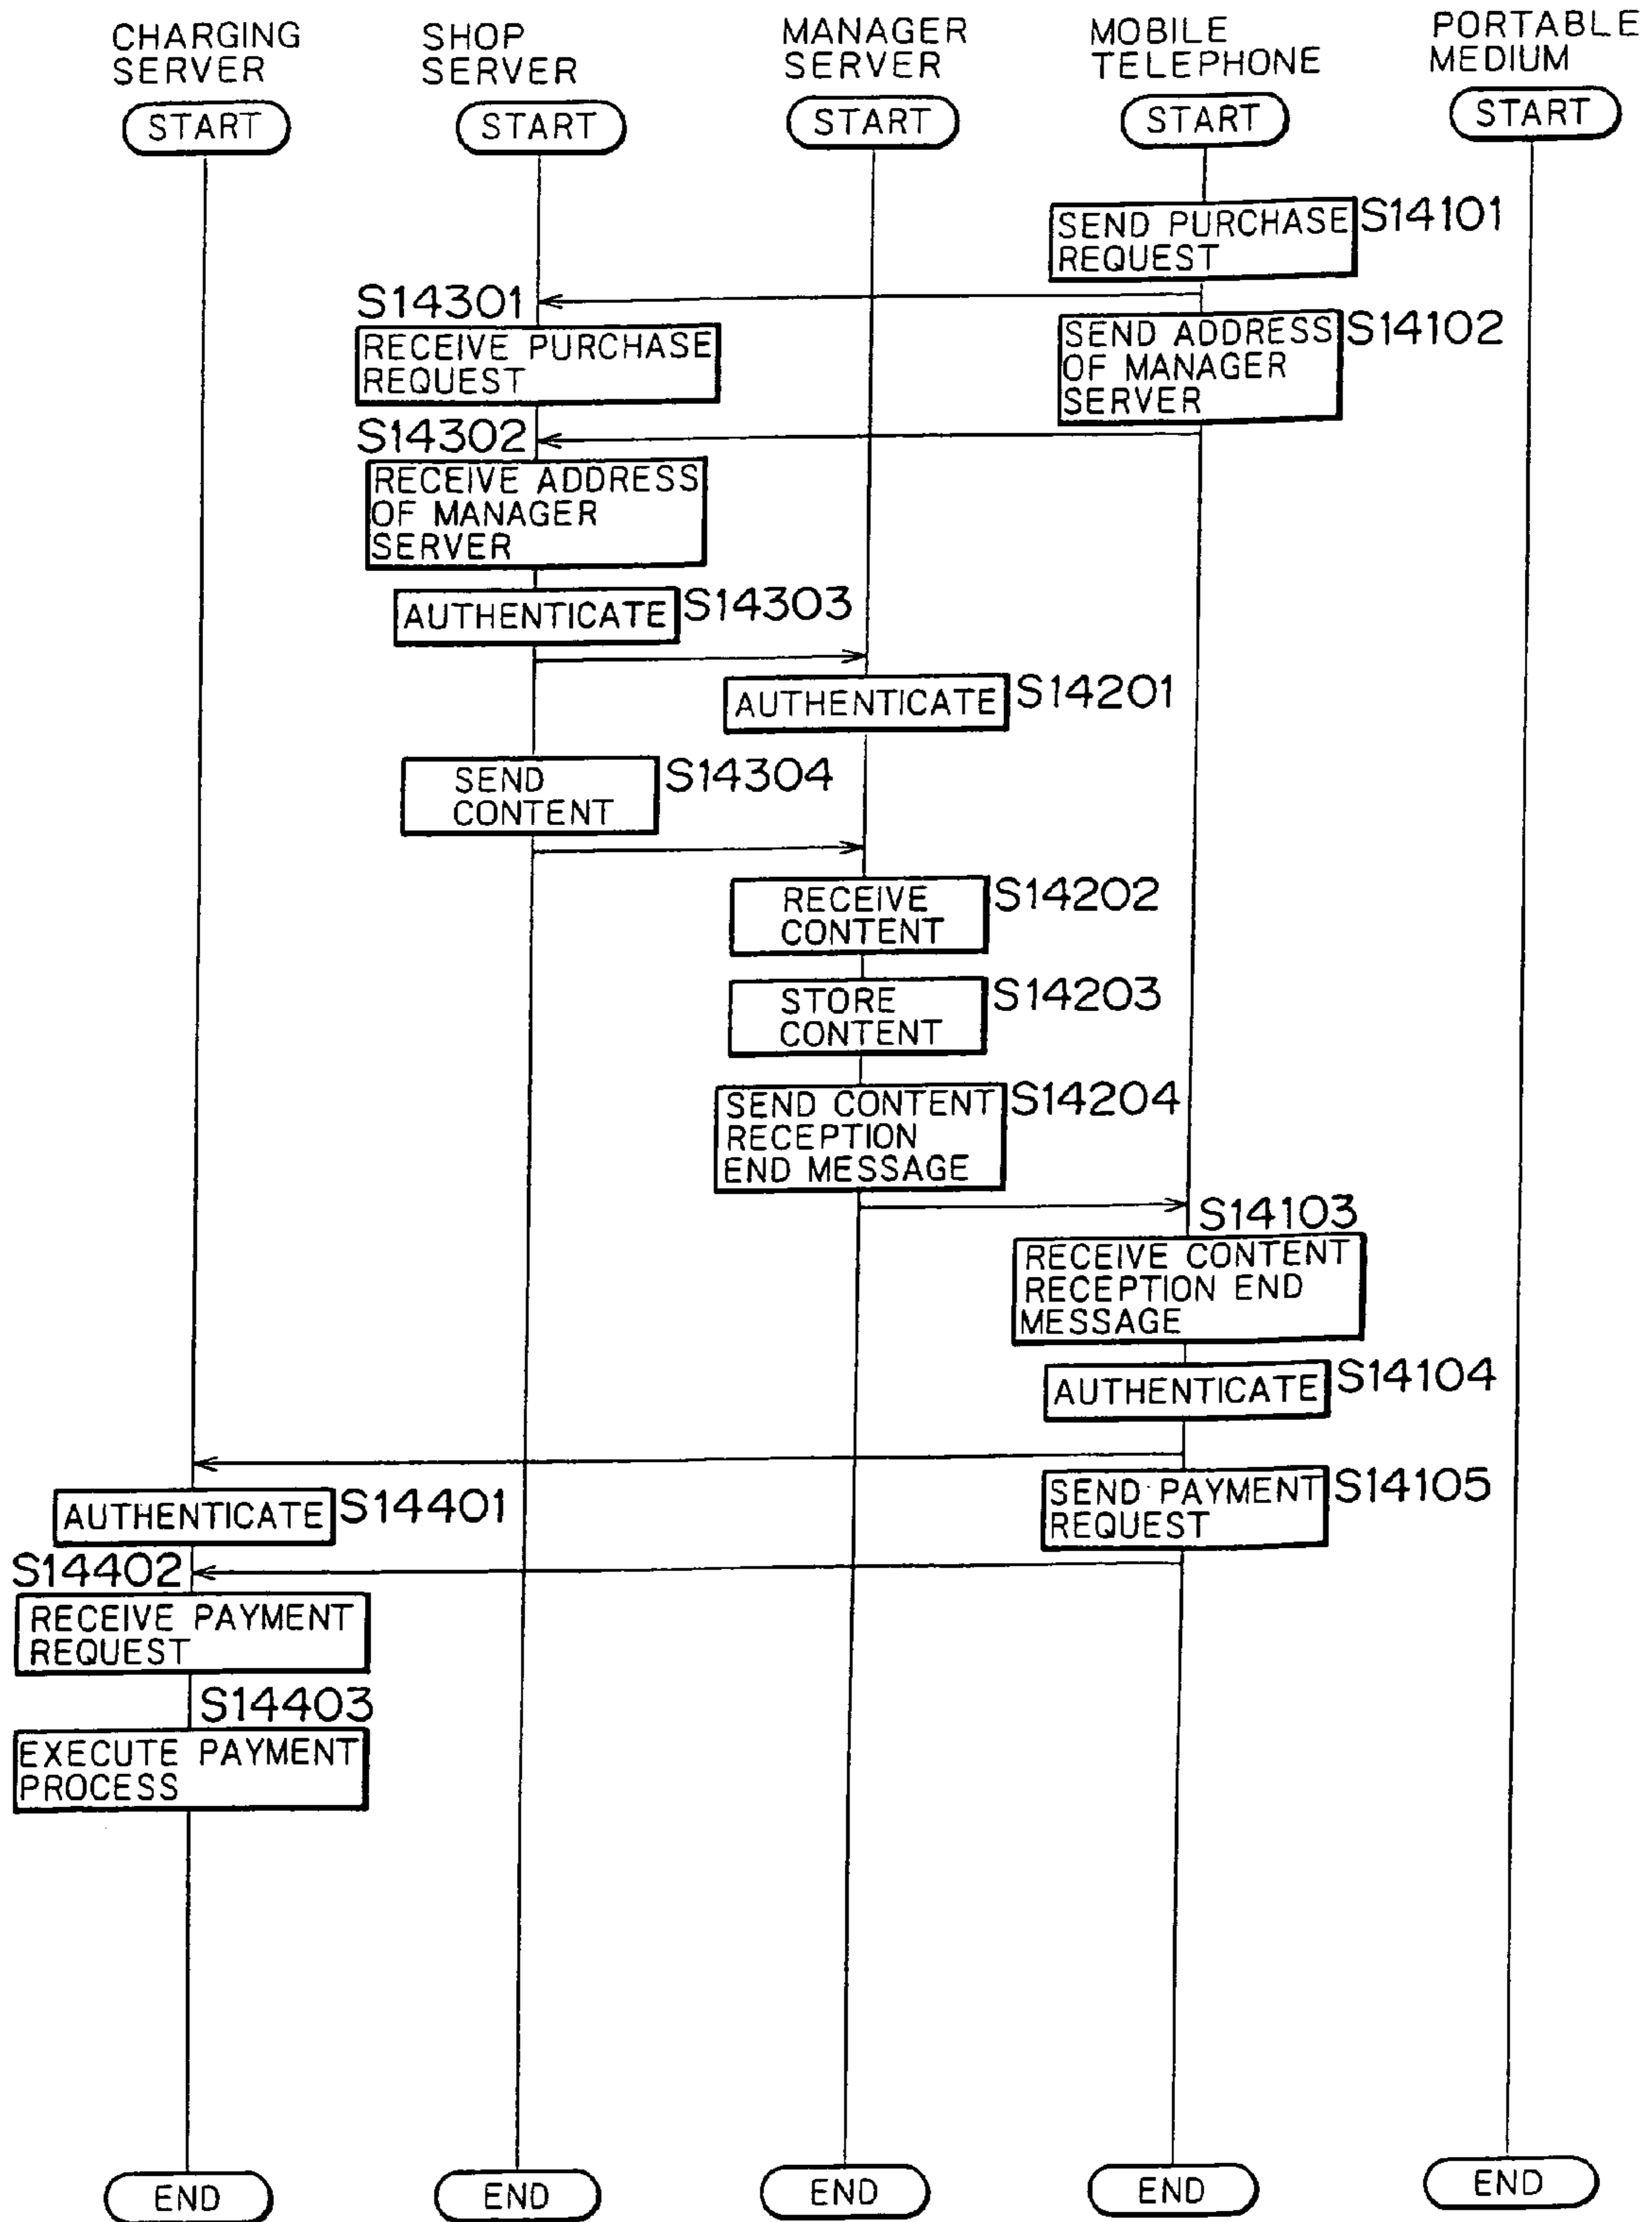 CHARGING
SERVER
SHOP
SERVER
MANAGER
SERVER
MOBILE
TELEPHONE
PORTABLE
MEDIUM
START
START
START
START
START
SEND PURCHASE
REQUEST
S14101
S14301
RECEIVE PURCHASE
REQUEST
SEND ADDRESS
OF MANAGER
SERVER
S14102
S14302
RECEIVE ADDRESS
OF MANAGER
SERVER
AUTHENTICATE
S14303
AUTHENTICATE
S14201
SEND
CONTENT
S14304
RECEIVE
CONTENT
S14202
STORE
CONTENT
S14203
SEND CONTENT
RECEPTION
END MESSAGE
S14204
S14103
RECEIVE CONTENT
RECEPTION END
MESSAGE
AUTHENTICATE
S14104
AUTHENTICATE
S14401
SEND PAYMENT
REQUEST
S14105
S14402
RECEIVE PAYMENT
REQUEST
S14403
EXECUTE PAYMENT
PROCESS
END
END
END
END
END